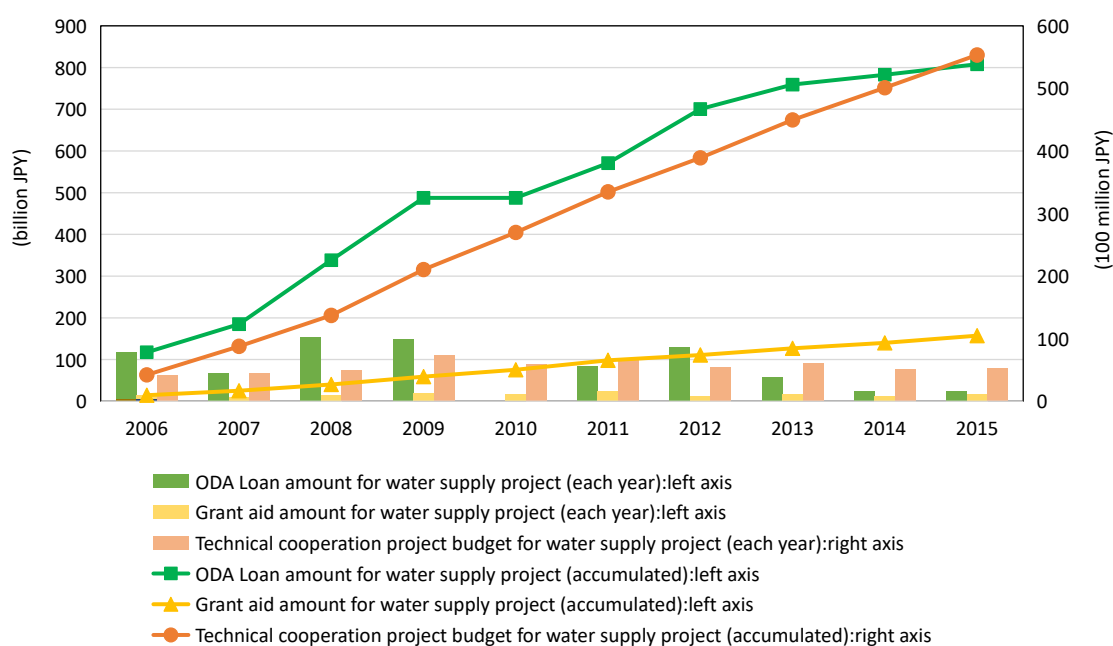 900
800
700
600
500
400
300
200
100
0
(billion JPY)
600
500
400
300
200
100
0
(100 million JPY)
2006 2007 2008 2009 2010 2011 2012 2013 2014 2015
ODA Loan amount for water supply project (each year):left axis
Grant aid amount for water supply project (each year):left axis
Technical cooperation project budget for water supply project (each year):right axis
ODA Loan amount for water supply project (accumulated):left axis
Grant aid amount for water supply project (accumulated):left axis
Technical cooperation project budget for water supply project (accumulated):right axis